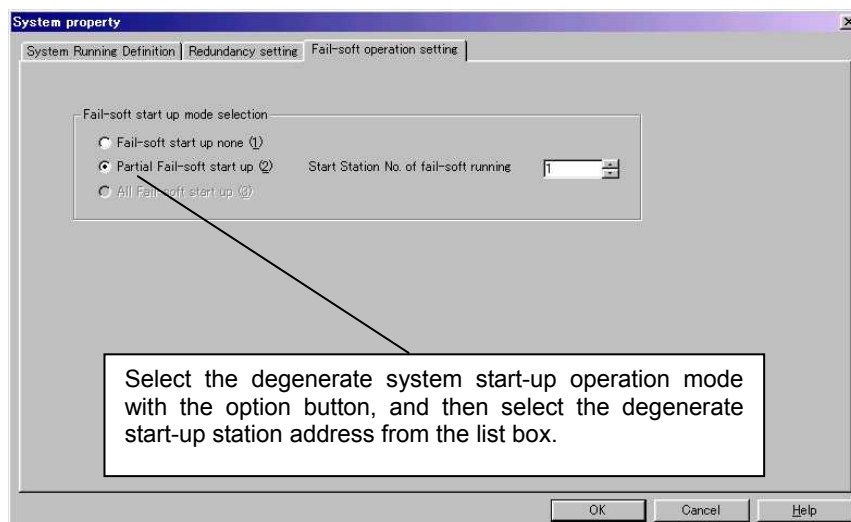 System property
System Running Definition Redundancy setting Fail-soft operation setting
Fail-soft start up mode selection
Fail-soft start up none (1)
Partial Fail-soft start up (2) Start Station No. of fail-soft running 1
All Fail-soft start up (3)
Select the degenerate system start-up operation mode
with the option button, and then select the degenerate
start-up station address from the list box.
OK Cancel Help